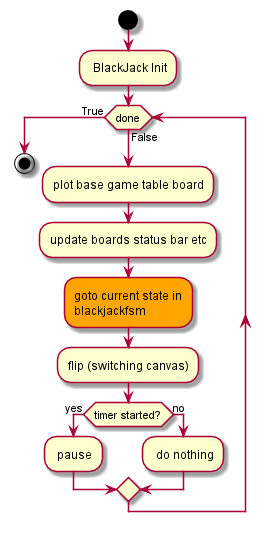 BlackJack Init
True
done
False
plot base game table board
update boards status bar etc
goto current state in
blackjackfsm
flip (switching canvas)
yes
timer started?
no
pause
do nothing